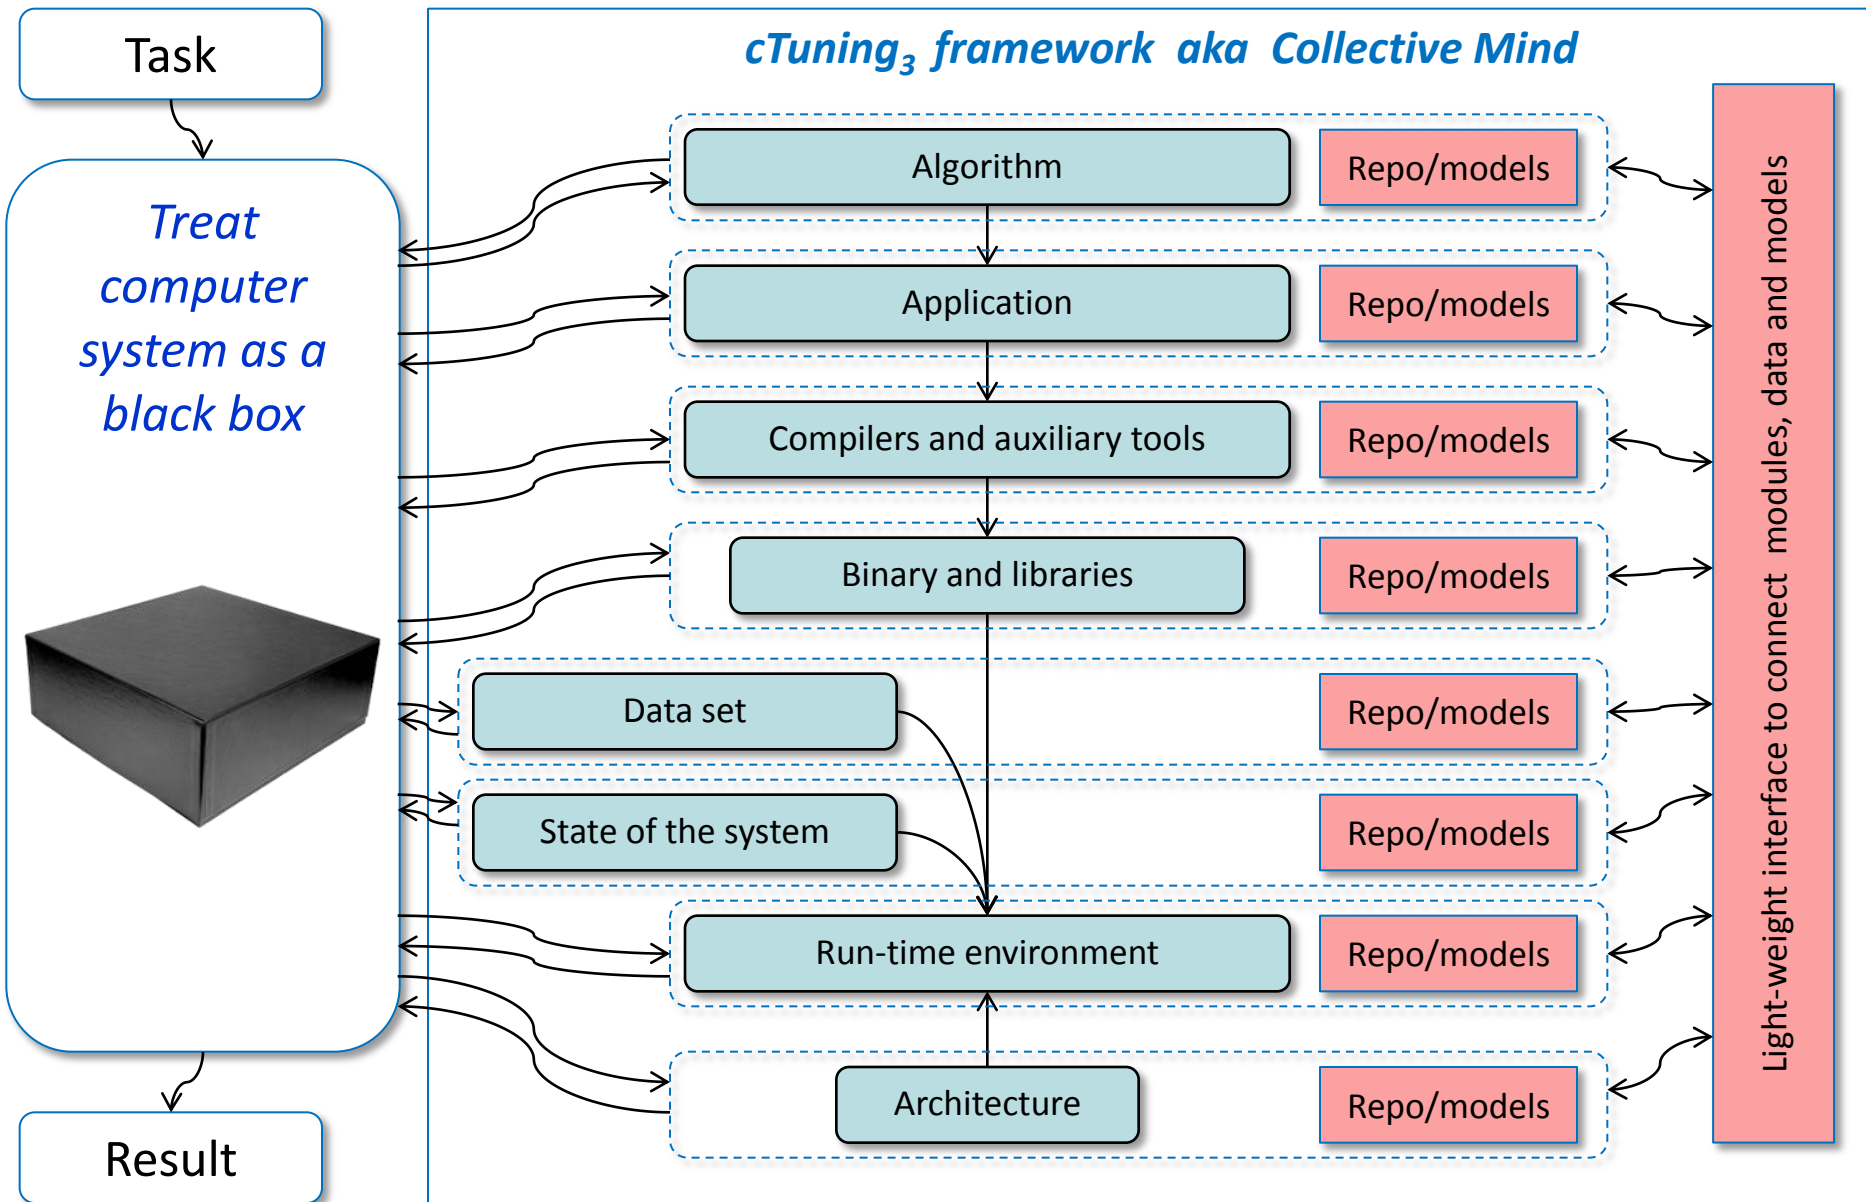 Task
cTuning₃ framework aka Collective Mind
Treat
computer
system as a
black box
Algorithm
Repo/models
Application
Repo/models
Compilers and auxiliary tools
Repo/models
Binary and libraries
Repo/models
Data set
Repo/models
State of the system
Repo/models
Run-time environment
Repo/models
Architecture
Repo/models
Light-weight interface to connect modules, data and models
Result